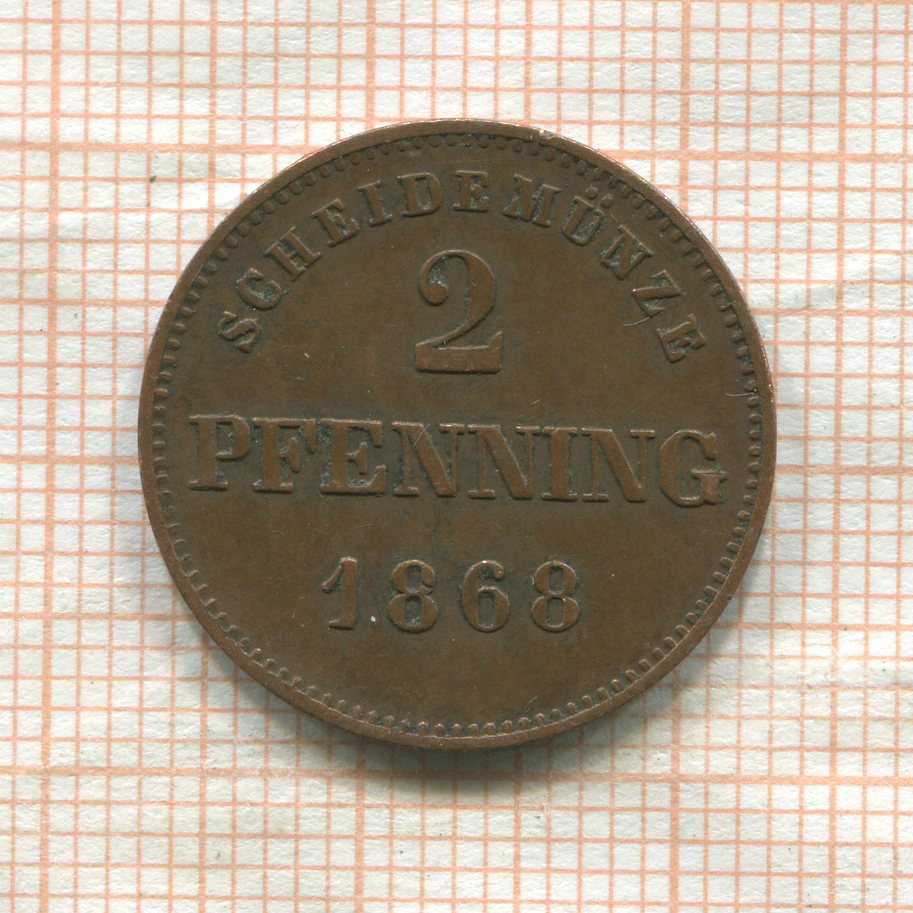 SCHEIDEMÜNZE
2
PFENNING
1868